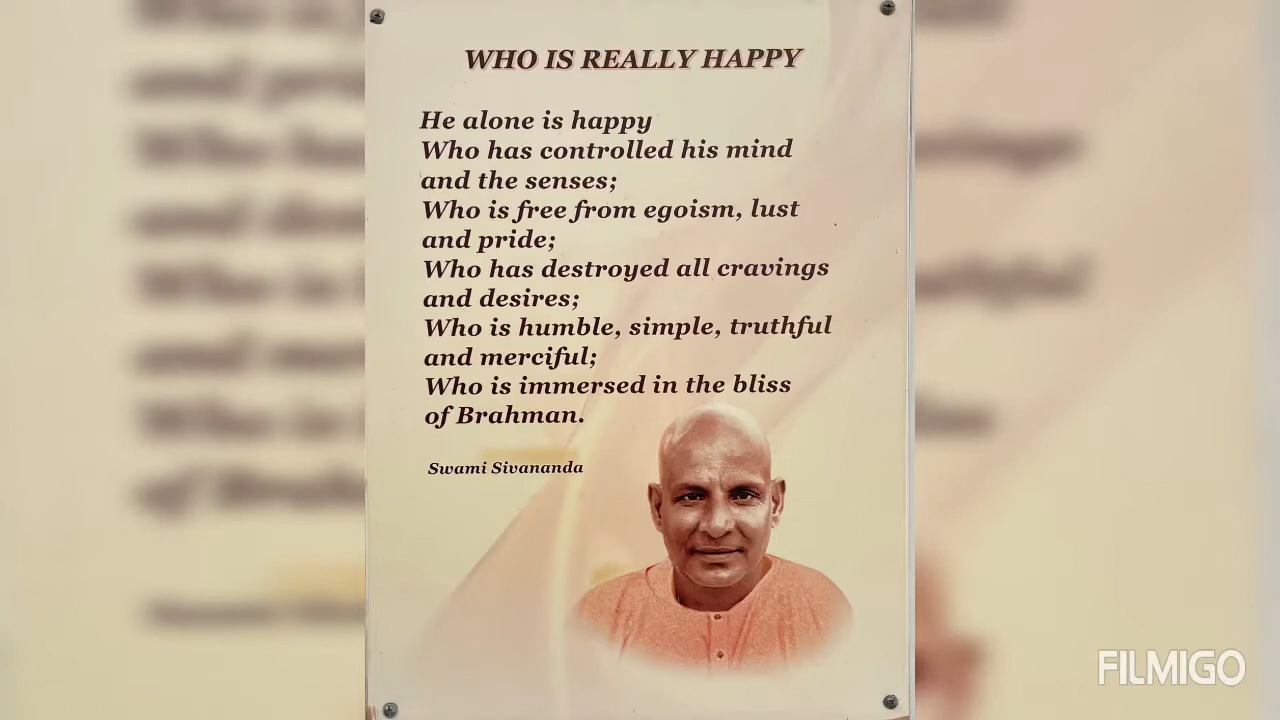 WHO IS REALLY HAPPY
He alone is happy
Who has controlled his mind
and the senses;
Who is free from egoism, lust
and pride;
Who has destroyed all cravings
and desires;
Who is humble, simple, truthful
and merciful;
Who is immersed in the bliss
of Brahman.
Swami Sivananda
FILMIGO